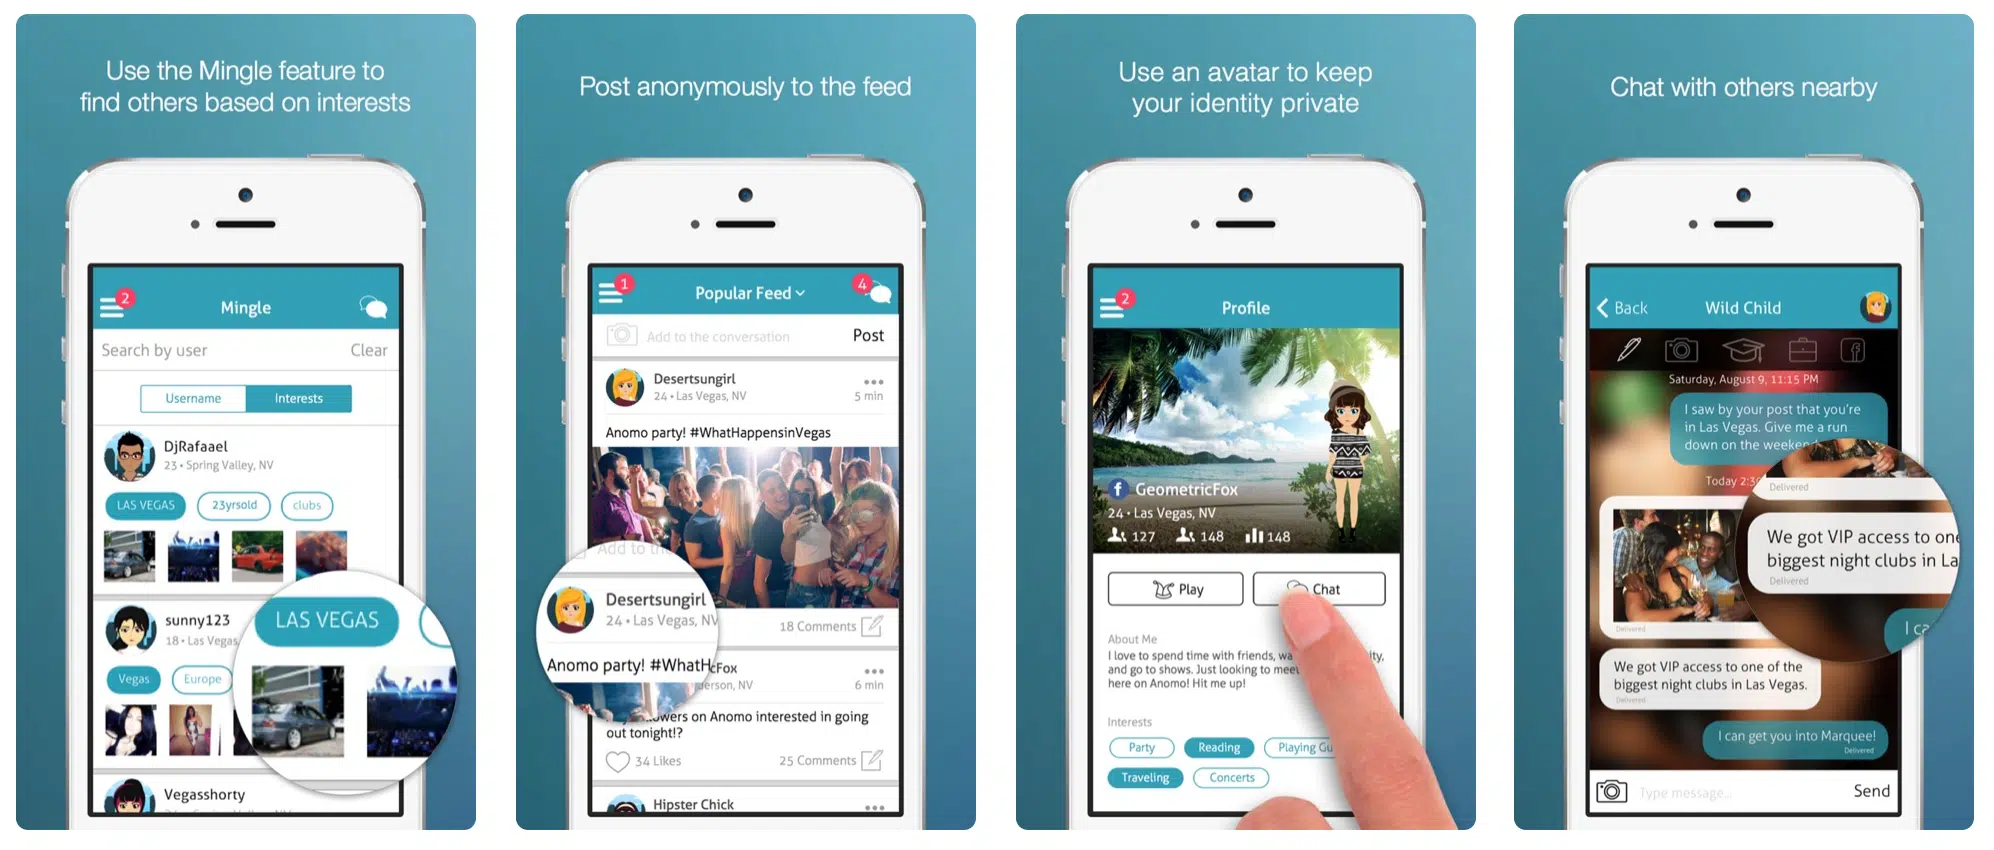 Use the Mingle feature to
find others based on interests
2
Mingle
Search by user
Clear
Username
Interests
DjRafaael
23 • Spring Valley, NV
LAS VEGAS
23yrsold
clubs
sunny123
18 • Las Vegas,
Vegas
Europe
LAS VEGAS
Vegasshorty
Post anonymously to the feed
1
Popular Feed
4
Add to the conversation
Post
Desertsungirl
24 • Las Vegas, NV
5 min
Anomo party! #WhatHappensinVegas
Add to
Desertsungirl
24 • Las Vegas, NV
Anomo party! #WhatH
18 Comments
cFox
erson, NV
6 min
owers on Anomo interested in going
out tonight!?
34 Likes
25 Comments
Hipster Chick
Use an avatar to keep
your identity private
2
Profile
f
GeometricFox
24 • Las Vegas, NV
127
148
148
Play
Chat
About Me
I love to spend time with friends, wa
ity,
and go to shows. Just looking to meet
here on Anomo! Hit me up!
Interests
Party
Reading
Playing Gu
Traveling
Concerts
Chat with others nearby
Back
Wild Child
f
Saturday, August 9, 11:15 PM
I saw by your post that you're
in Las Vegas. Give me a run
down on the weekend
Today 2:3
Delivered
We got VIP access to one
biggest night clubs in La
Delivered
I ca
Delivered
We got VIP access to one of the
biggest night clubs in Las Vegas.
Delivered
I can get you into Marquee!
Delivered
Type message...
Send